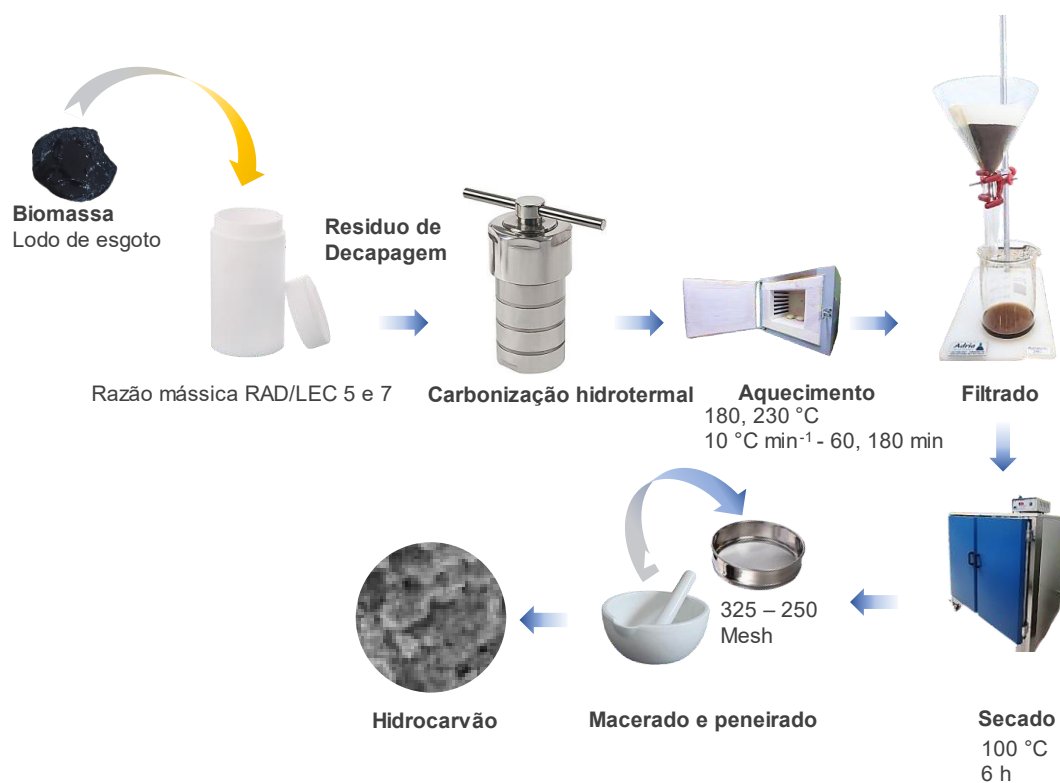 Biomassa
Lodo de esgoto
Residuo de
Decapagem
Razão mássica RAD/LEC 5 e 7
Carbonização hidrotermal
Aquecimento
180, 230 °C
10 °C min-1 - 60, 180 min
Adria
Filtrado
325 – 250
Mesh
Hidrocarvão
Macerado e peneirado
Secado
100 °C
6 h